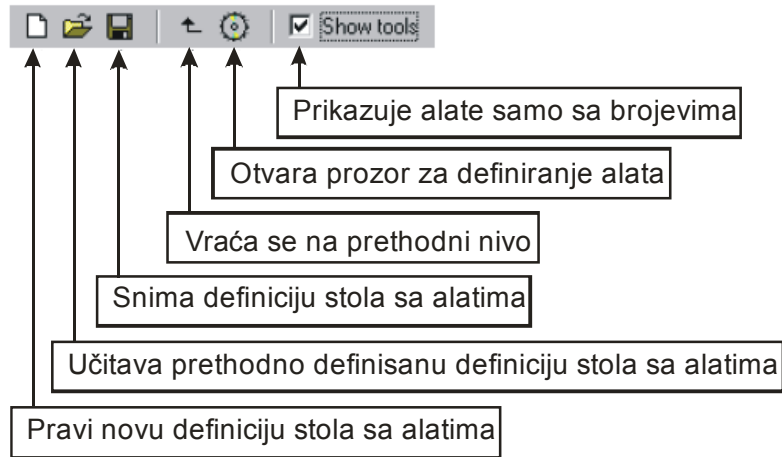 Show tools
Prikazuje alate samo sa brojevima
Otvara prozor za definiranje alata
Vraća se na prethodni nivo
Snima definiciju stola sa alatima
Učitava prethodno definisanu definiciju stola sa alatima
Pravi novu definiciju stola sa alatima